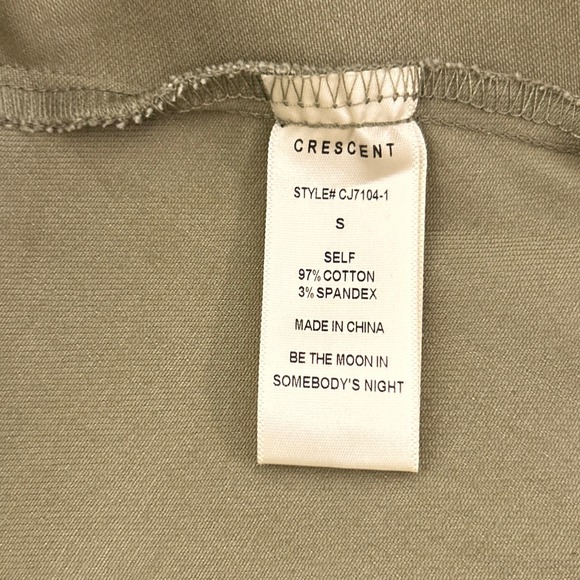 CRESCENT
STYLE# CJ7104-1
S
SELF
97% COTTON
3% SPANDEX
MADE IN CHINA
BE THE MOON IN
SOMEBODY'S NIGHT